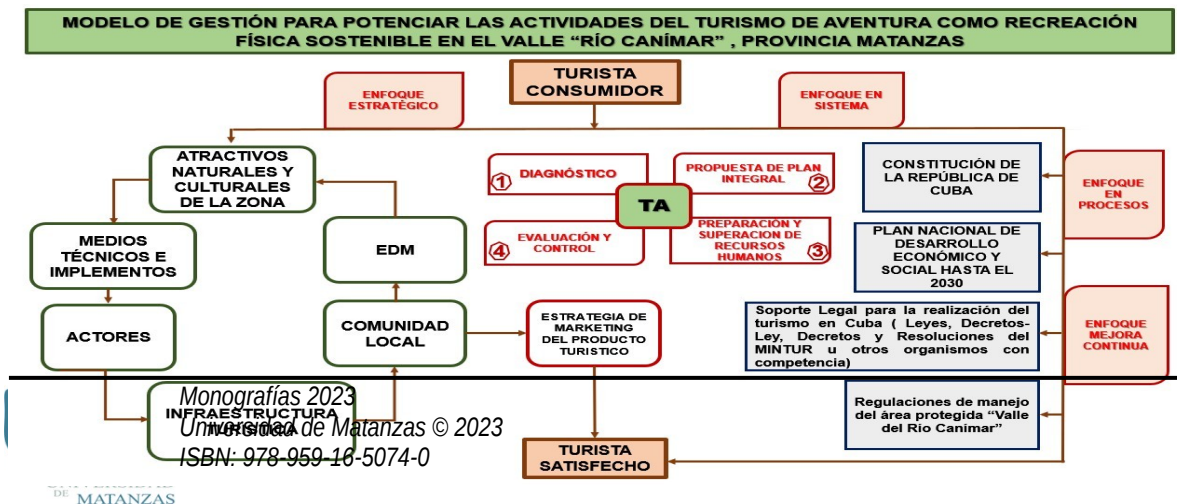 MODELO DE GESTIÓN PARA POTENCIAR LAS ACTIVIDADES DEL TURISMO DE AVENTURA COMO RECREACIÓN
FÍSICA SOSTENIBLE EN EL VALLE “RÍO CANÍMAR” , PROVINCIA MATANZAS
ENFOQUE
ESTRATÉGICO
TURISTA
CONSUMIDOR
ENFOQUE EN
SISTEMA
ATRACTIVOS
NATURALES Y
CULTURALES
DE LA ZONA
MEDIOS
TÉCNICOS E
IMPLEMENTOS
ACTORES
INFRAESTRUCTURA
TURISTICA
EDM
COMUNIDAD
LOCAL
1 DIAGNÓSTICO
PROPUESTA DE PLAN
INTEGRAL 2
TA
4 EVALUACIÓN Y
CONTROL
PREPARACIÓN Y
SUPERACION DE
RECURSOS
HUMANOS 3
ESTRATEGIA DE
MARKETING
DEL PRODUCTO
TURISTICO
TURISTA
SATISFECHO
CONSTITUCIÓN DE
LA REPÚBLICA DE
CUBA
PLAN NACIONAL DE
DESARROLLO
ECONÓMICO Y
SOCIAL HASTA EL
2030
Soporte Legal para la realización del
turismo en Cuba ( Leyes, Decretos-
Ley, Decretos y Resoluciones del
MINTUR u otros organismos con
competencia)
Regulaciones de manejo
del área protegida “Valle
del Río Canímar”
ENFOQUE
EN
PROCESOS
ENFOQUE
MEJORA
CONTINUA
Monografías 2023
Universidad de Matanzas © 2023
ISBN: 978-959-16-5074-0
DE MATANZAS